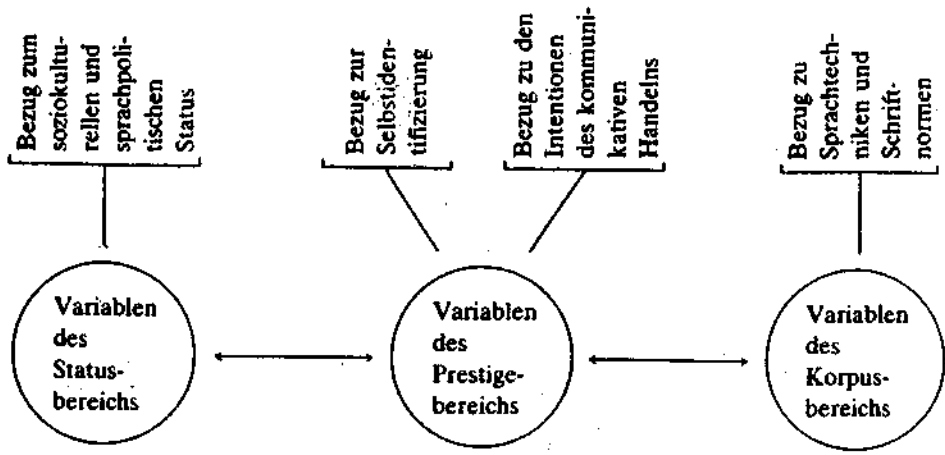 Bezug zum
soziokultu-
rellen und
sprachpoli-
tischen
Status
Bezug zur
Selbstiden-
tifizierung
Bezug zu den
Intentionen
des kommuni-
kativen
Handelns
Bezug zu
Sprachtech-
niken und
Schrift-
normen
Variablen
des
Status-
bereichs
Variablen
des
Prestige-
bereichs
Variablen
des
Korpus-
bereichs